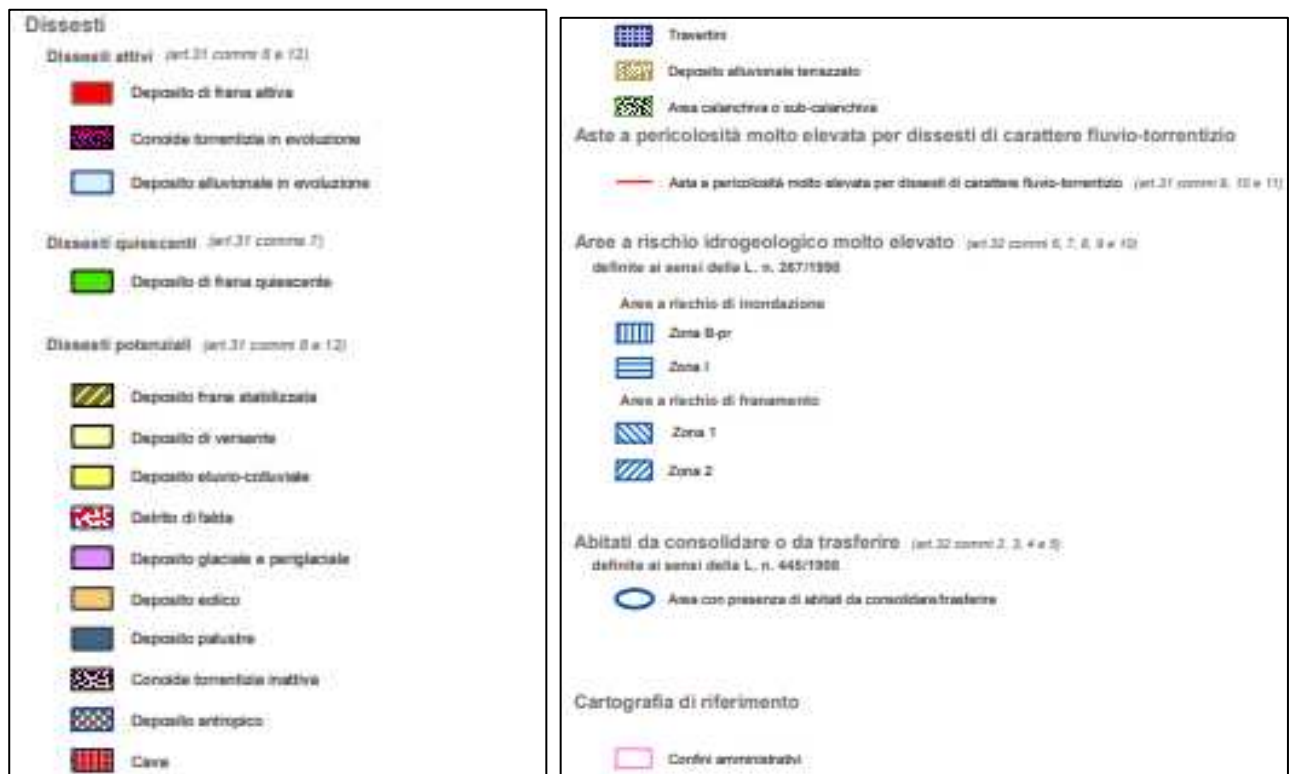 Dissesti
Dissesti attivi (art.31 commi 8 e 12)
Deposito di frana attiva
Conoide torrentizia in evoluzione
Deposito alluvionale in evoluzione
Dissesti quiescenti (art.31 comma 7)
Deposito di frana quiescente
Dissesti potenziali (art.31 commi 8 e 12)
Deposito frana stabilizzata
Deposito di versante
Deposito eluvio-colluviale
Detrito di falda
Deposito glaciale e periglaciale
Deposito eolico
Deposito palustre
Conoide torrentizia inattiva
Deposito antropico
Cava
Travertini
Deposito alluvionale terrazzato
Area calanchiva o sub-calanchiva
Aste a pericolosità molto elevata per dissesti di carattere fluvio-torrentizio
Asta a pericolosità molto elevata per dissesti di carattere fluvio-torrentizio (art.31 commi 9, 10 e 11)
Aree a rischio idrogeologico molto elevato (art.32 commi 6, 7, 8, 9 e 10)
definite ai sensi della L. n. 267/1998
Aree a rischio di inondazione
Zona B-pr
Zona I
Aree a rischio di franamento
Zona 1
Zona 2
Abitati da consolidare o da trasferire (art.32 commi 2, 3, 4 e 5)
definite ai sensi della L. n. 445/1908
Area con presenza di abitati da consolidare/trasferire
Cartografia di riferimento
Confini amministrativi